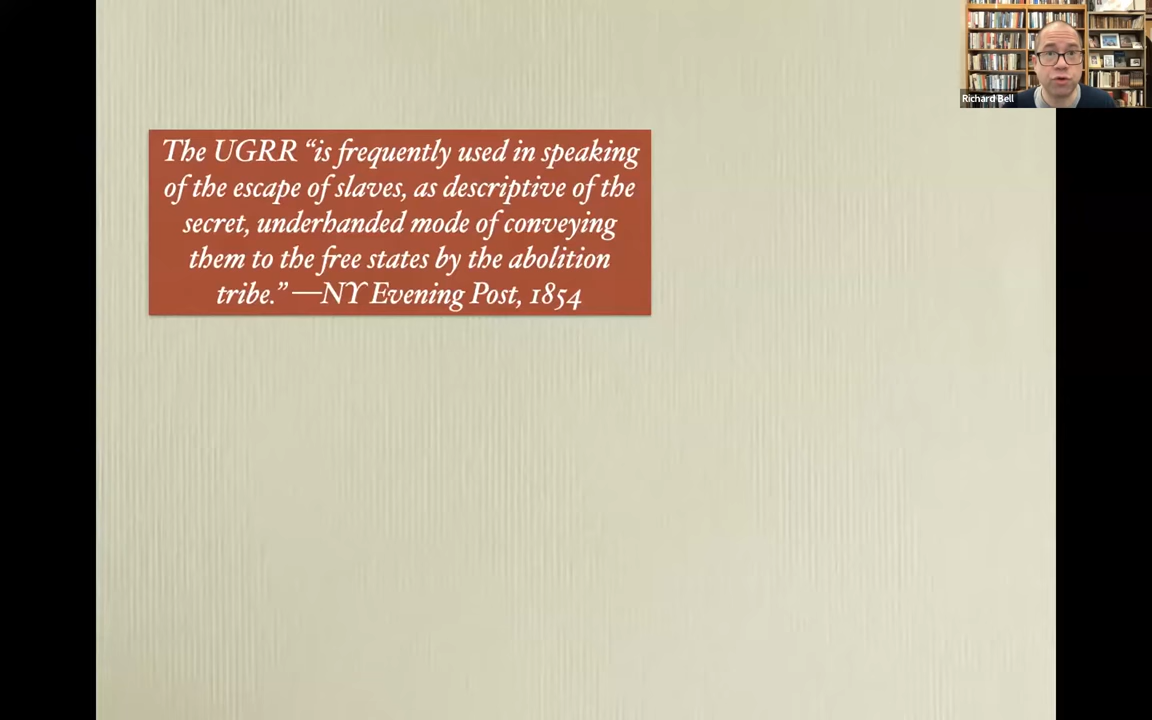 Richard Bell
The UGRR “is frequently used in speaking
of the escape of slaves, as descriptive of the
secret, underhanded mode of conveying
them to the free states by the abolition
tribe.” —NY Evening Post, 1854